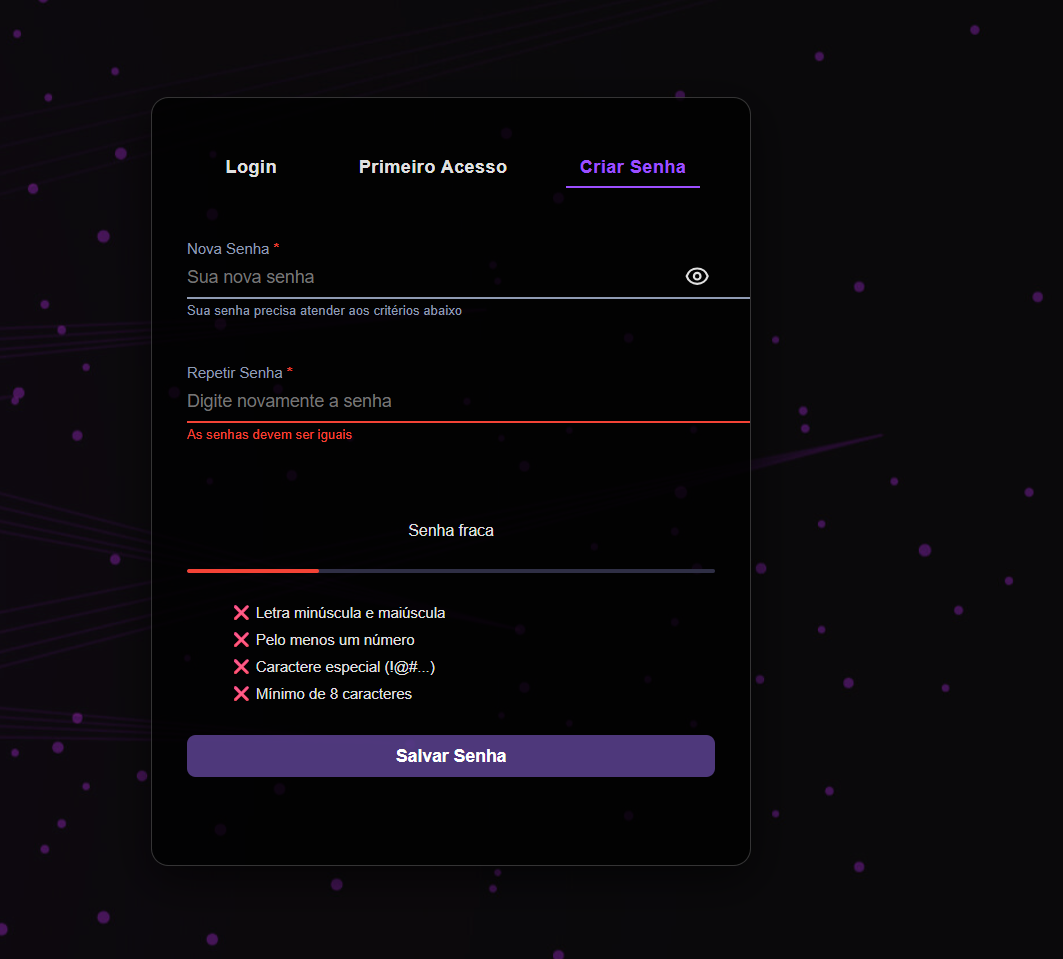 Login Primeiro Acesso Criar Senha
Nova Senha *
Sua nova senha
Sua senha precisa atender aos critérios abaixo
Repetir Senha *
Digite novamente a senha
As senhas devem ser iguais
Senha fraca
❌ Letra minúscula e maiúscula
❌ Pelo menos um número
❌ Caractere especial (!@#...)
❌ Mínimo de 8 caracteres
Salvar Senha